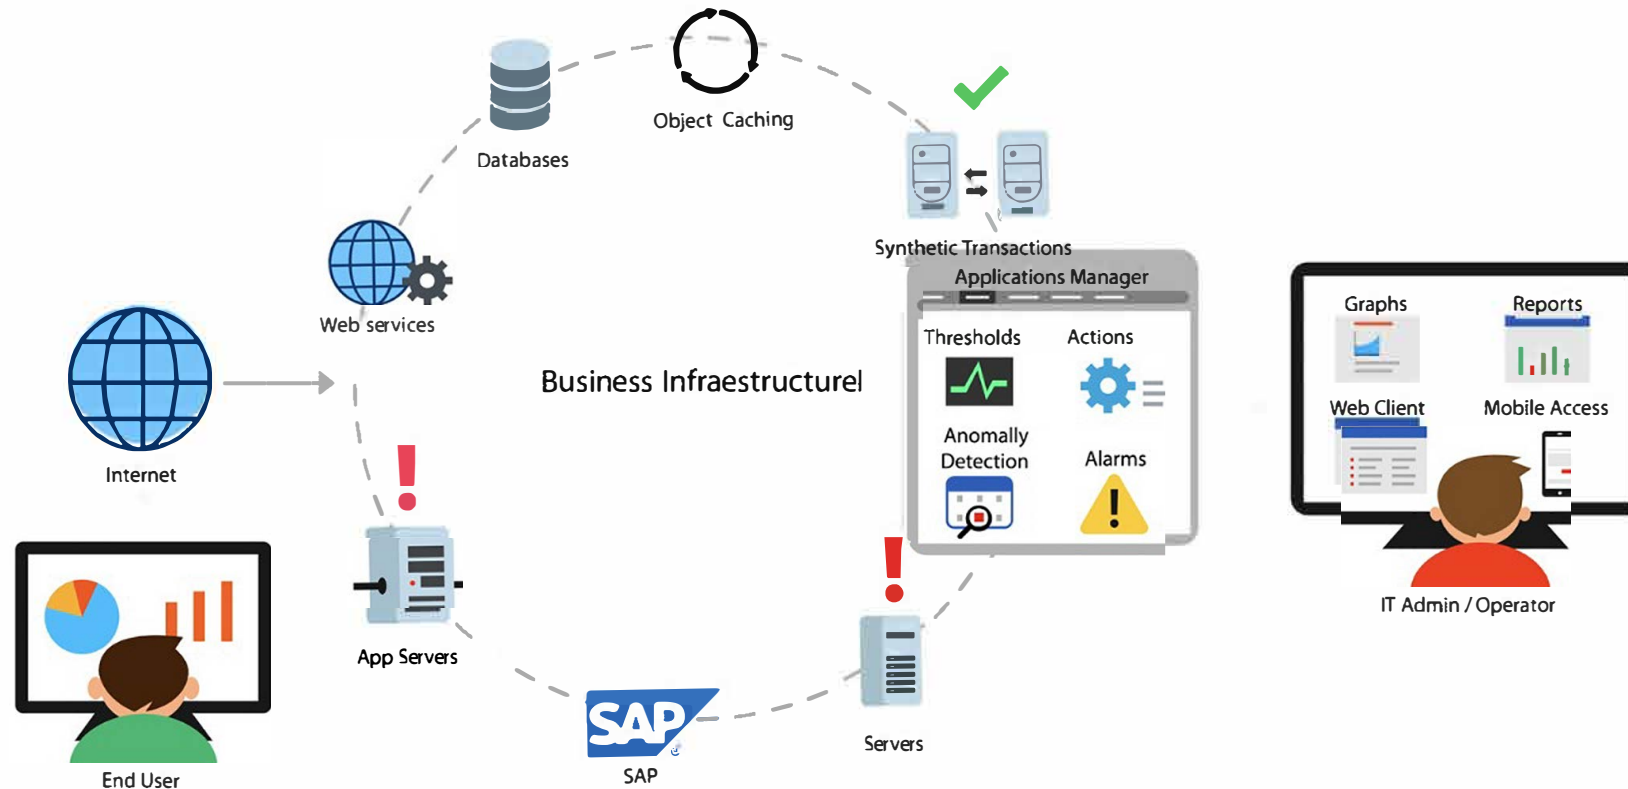 Object Caching
Databases
Synthetic Transactions
Applications Manager
Web services
Graphs
Reports
Thresholds
Actions
Business Infraestructurel
Web Client
Mobile Access
Anomally
Detection
Alarms
Internet
IT Admin / Operator
App Servers
SAP
Servers
SAP
End User